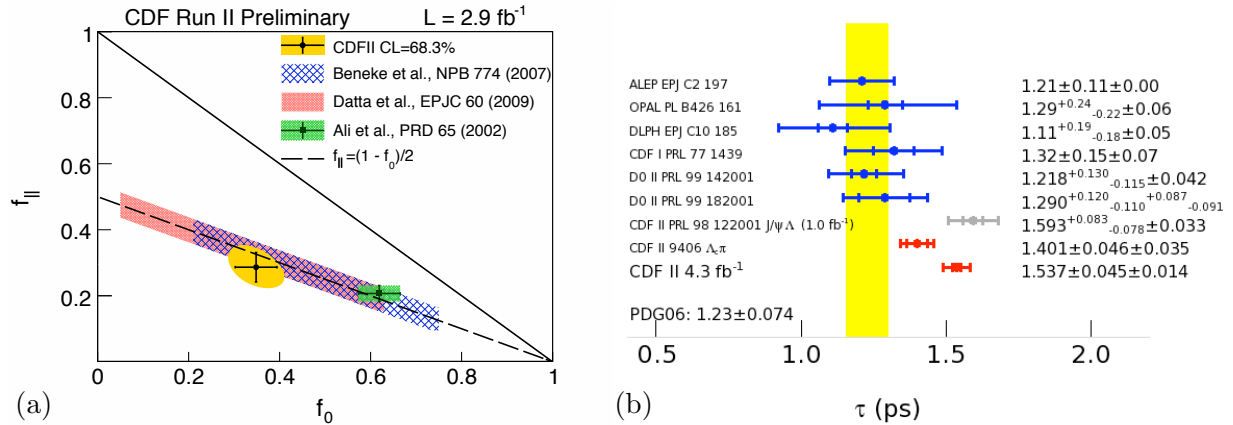 CDF Run II Preliminary L = 2.9 fb⁻¹
CDFII CL=68.3%
Beneke et al., NPB 774 (2007)
Datta et al., EPJC 60 (2009)
Ali et al., PRD 65 (2002)
f∥=(1 - f₀)/2
1
0.8
0.6
0.4
0.2
f∥
0 0.2 0.4 0.6 0.8 1
f₀
(a)
ALEP EPJ C2 197 1.21±0.11±0.00
OPAL PL B426 161 1.29⁺⁰·²⁴₋₀.₂₂±0.06
DLPH EPJ C10 185 1.11⁺⁰·¹⁹₋₀.₁₈±0.05
CDF I PRL 77 1439 1.32±0.15±0.07
D0 II PRL 99 142001 1.218⁺⁰·¹³⁰₋₀.₁₁₅±0.042
D0 II PRL 99 182001 1.290⁺⁰·¹²⁰₋₀.₁₁₀⁺⁰·⁰⁸⁷₋₀.₀₉₁
CDF II PRL 98 122001 J/ψ Λ (1.0 fb⁻¹) 1.593⁺⁰·⁰⁸³₋₀.₀₇₈±0.033
CDF II 9406 Λcπ 1.401±0.046±0.035
CDF II 4.3 fb⁻¹ 1.537±0.045±0.014
PDG06: 1.23±0.074
0.5 1.0 1.5 2.0
τ (ps)
(b)